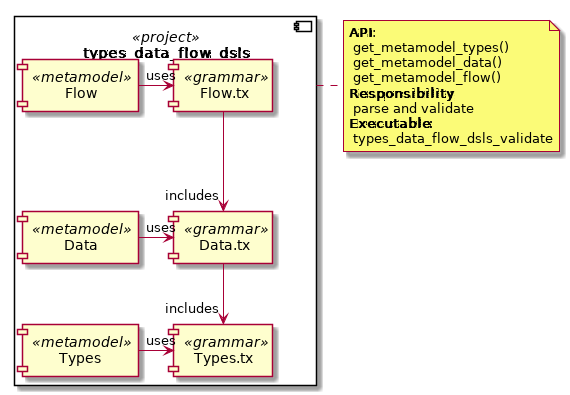 «project»
types_data_flow_dsls
«metamodel»
Flow
uses
«grammar»
Flow.tx
includes
«metamodel»
Data
uses
«grammar»
Data.tx
includes
«metamodel»
Types
uses
«grammar»
Types.tx
API:
get_metamodel_types()
get_metamodel_data()
get_metamodel_flow()
Responsibility
parse and validate
Executable:
types_data_flow_dsls_validate